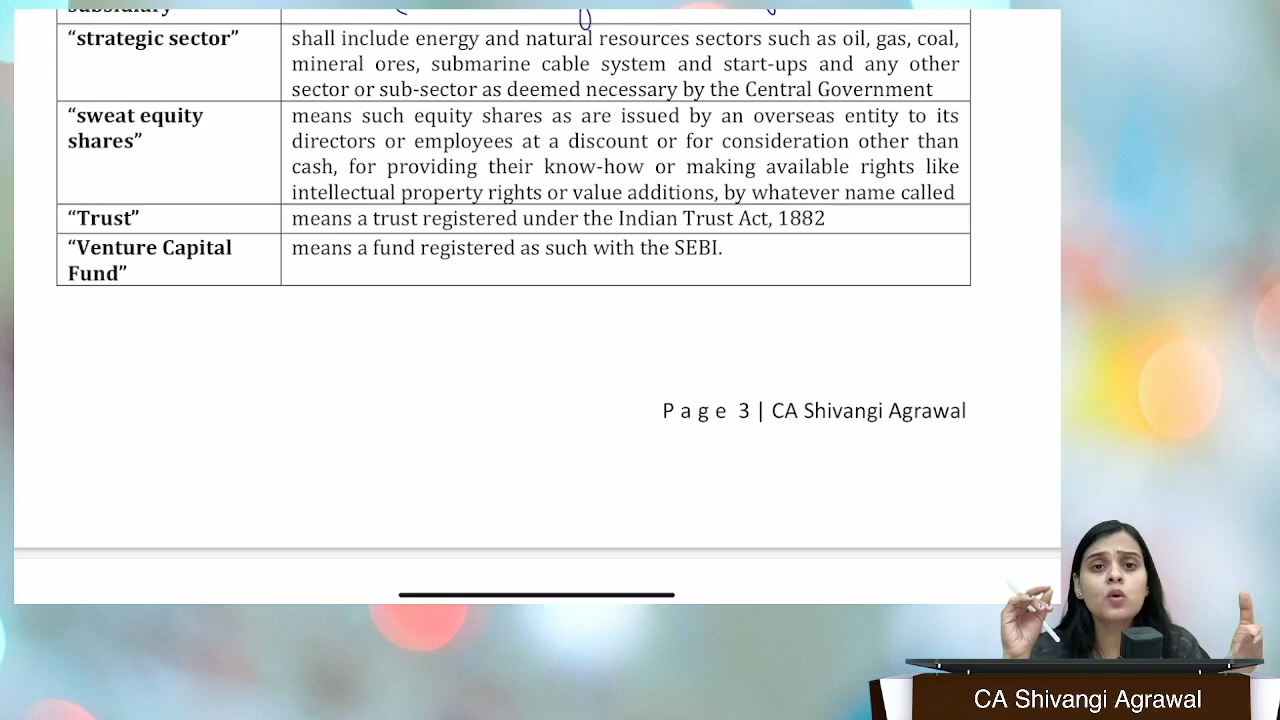 subsidiary
"strategic sector"
shall include energy and natural resources sectors such as oil, gas, coal,
mineral ores, submarine cable system and start-ups and any other
sector or sub-sector as deemed necessary by the Central Government
"sweat equity
shares"
means such equity shares as are issued by an overseas entity to its
directors or employees at a discount or for consideration other than
cash, for providing their know-how or making available rights like
intellectual property rights or value additions, by whatever name called
"Trust"
means a trust registered under the Indian Trust Act, 1882
"Venture Capital
Fund"
means a fund registered as such with the SEBI.
P a g e 3 | CA Shivangi Agrawal
CA Shivangi Agrawal